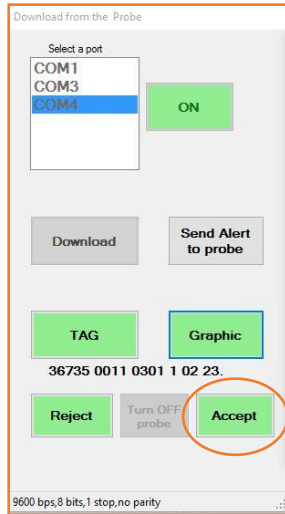 Download from the Probe
Select a port
COM1
COM3
COM4
ON
Download
Send Alert
to probe
TAG
Graphic
36735 0011 0301 1 02 23.
Reject
Turn OFF
probe
Accept
9600 bps,8 bits,1 stop,no parity